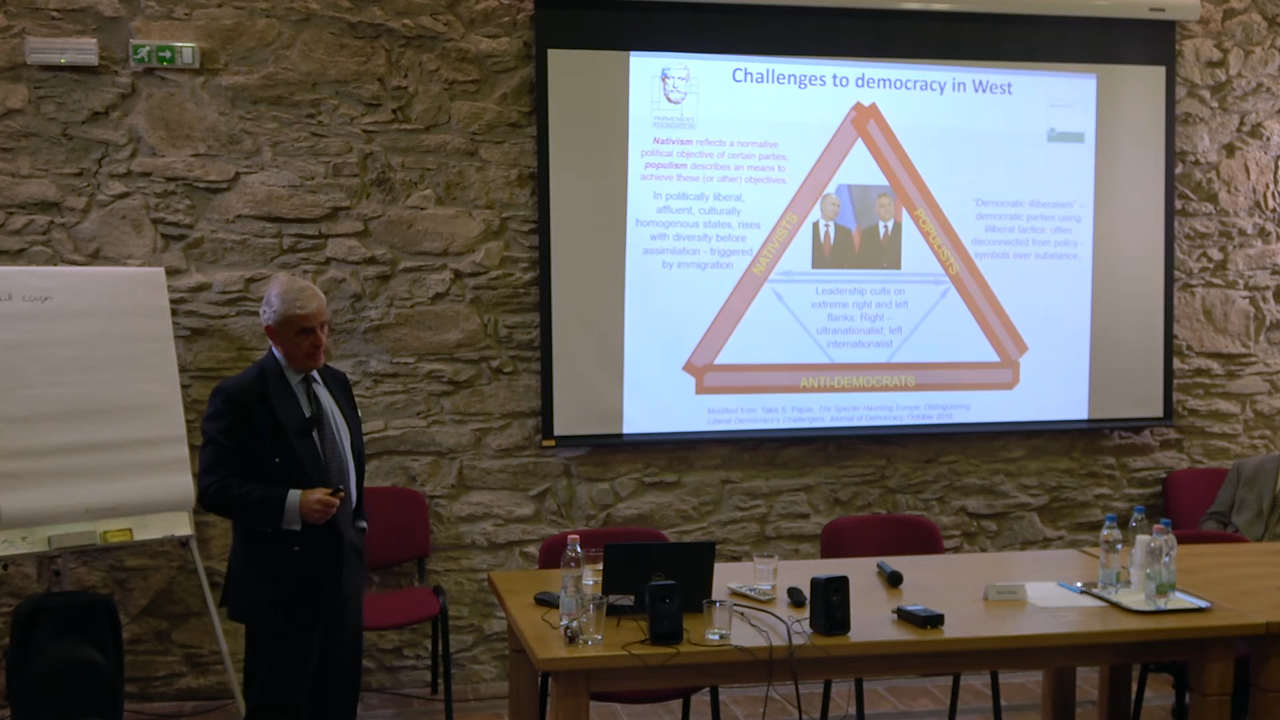 Challenges to democracy in West
PARMENIDES
FOUNDATION
Nativism reflects a normative
political objective of certain parties;
populism describes an means to
achieve these (or other) objectives.
In politically liberal,
affluent, culturally
homogenous states, rises
with diversity before
assimilation - triggered
by immigration
NATIVISTS
POPULISTS
"Democratic illiberalism" –
democratic parties using
illiberal tactics, often
disconnected from policy -
symbols over substance.
Leadership cults on
extreme right and left
flanks. Right –
ultranationalist; left
internationalist
ANTI-DEMOCRATS
Modified from: Takis S. Pappas, The Specter Haunting Europe: Distinguishing
Liberal Democracy's Challengers. Journal of Democracy, October 2016.